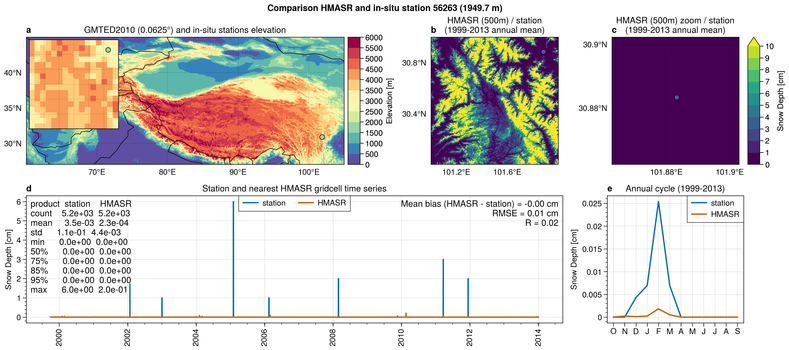 Comparison HMASR and in-situ station 56263 (1949.7 m)
a
GMTED2010 (0.0625°) and in-situ stations elevation
40°N
35°N
30°N
70°E
80°E
90°E
100°E
6000
5500
5000
4500
4000
3500
3000
2500
2000
1500
1000
500
0
Elevation [m]
b
HMASR (500m) / station
(1999-2013 annual mean)
30.8°N
30.4°N
101.2°E
101.6°E
c
HMASR (500m) zoom / station
(1999-2013 annual mean)
30.9°N
30.88°N
101.88°E
101.9°E
10
9
8
7
6
5
4
3
2
1
0
Snow Depth [cm]
d
Station and nearest HMASR gridcell time series
product station HMASR
count 5.2e+03 5.2e+03
mean 3.5e-03 2.3e-04
std 1.1e-01 4.4e-03
min 0.0e+00 0.0e+00
50% 0.0e+00 0.0e+00
75% 0.0e+00 0.0e+00
85% 0.0e+00 0.0e+00
95% 0.0e+00 0.0e+00
max 6.0e+00 2.0e-01
station
HMASR
Mean bias (HMASR - station) = -0.00 cm
RMSE = 0.01 cm
R = 0.02
Snow Depth [cm]
6
5
4
3
2
1
0
2000
2002
2004
2006
2008
2010
2012
2014
e
Annual cycle (1999-2013)
station
HMASR
Snow Depth [cm]
0.025
0.02
0.015
0.01
0.005
0
O N D J F M A M J J A S